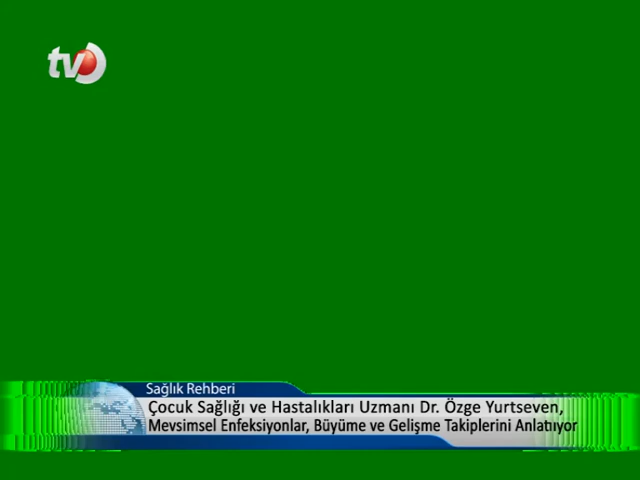 tv
Sağlık Rehberi
Çocuk Sağlığı ve Hastalıkları Uzmanı Dr. Özge Yurtseven,
Mevsimsel Enfeksiyonlar, Büyüme ve Gelişme Takiplerini Anlatıyor